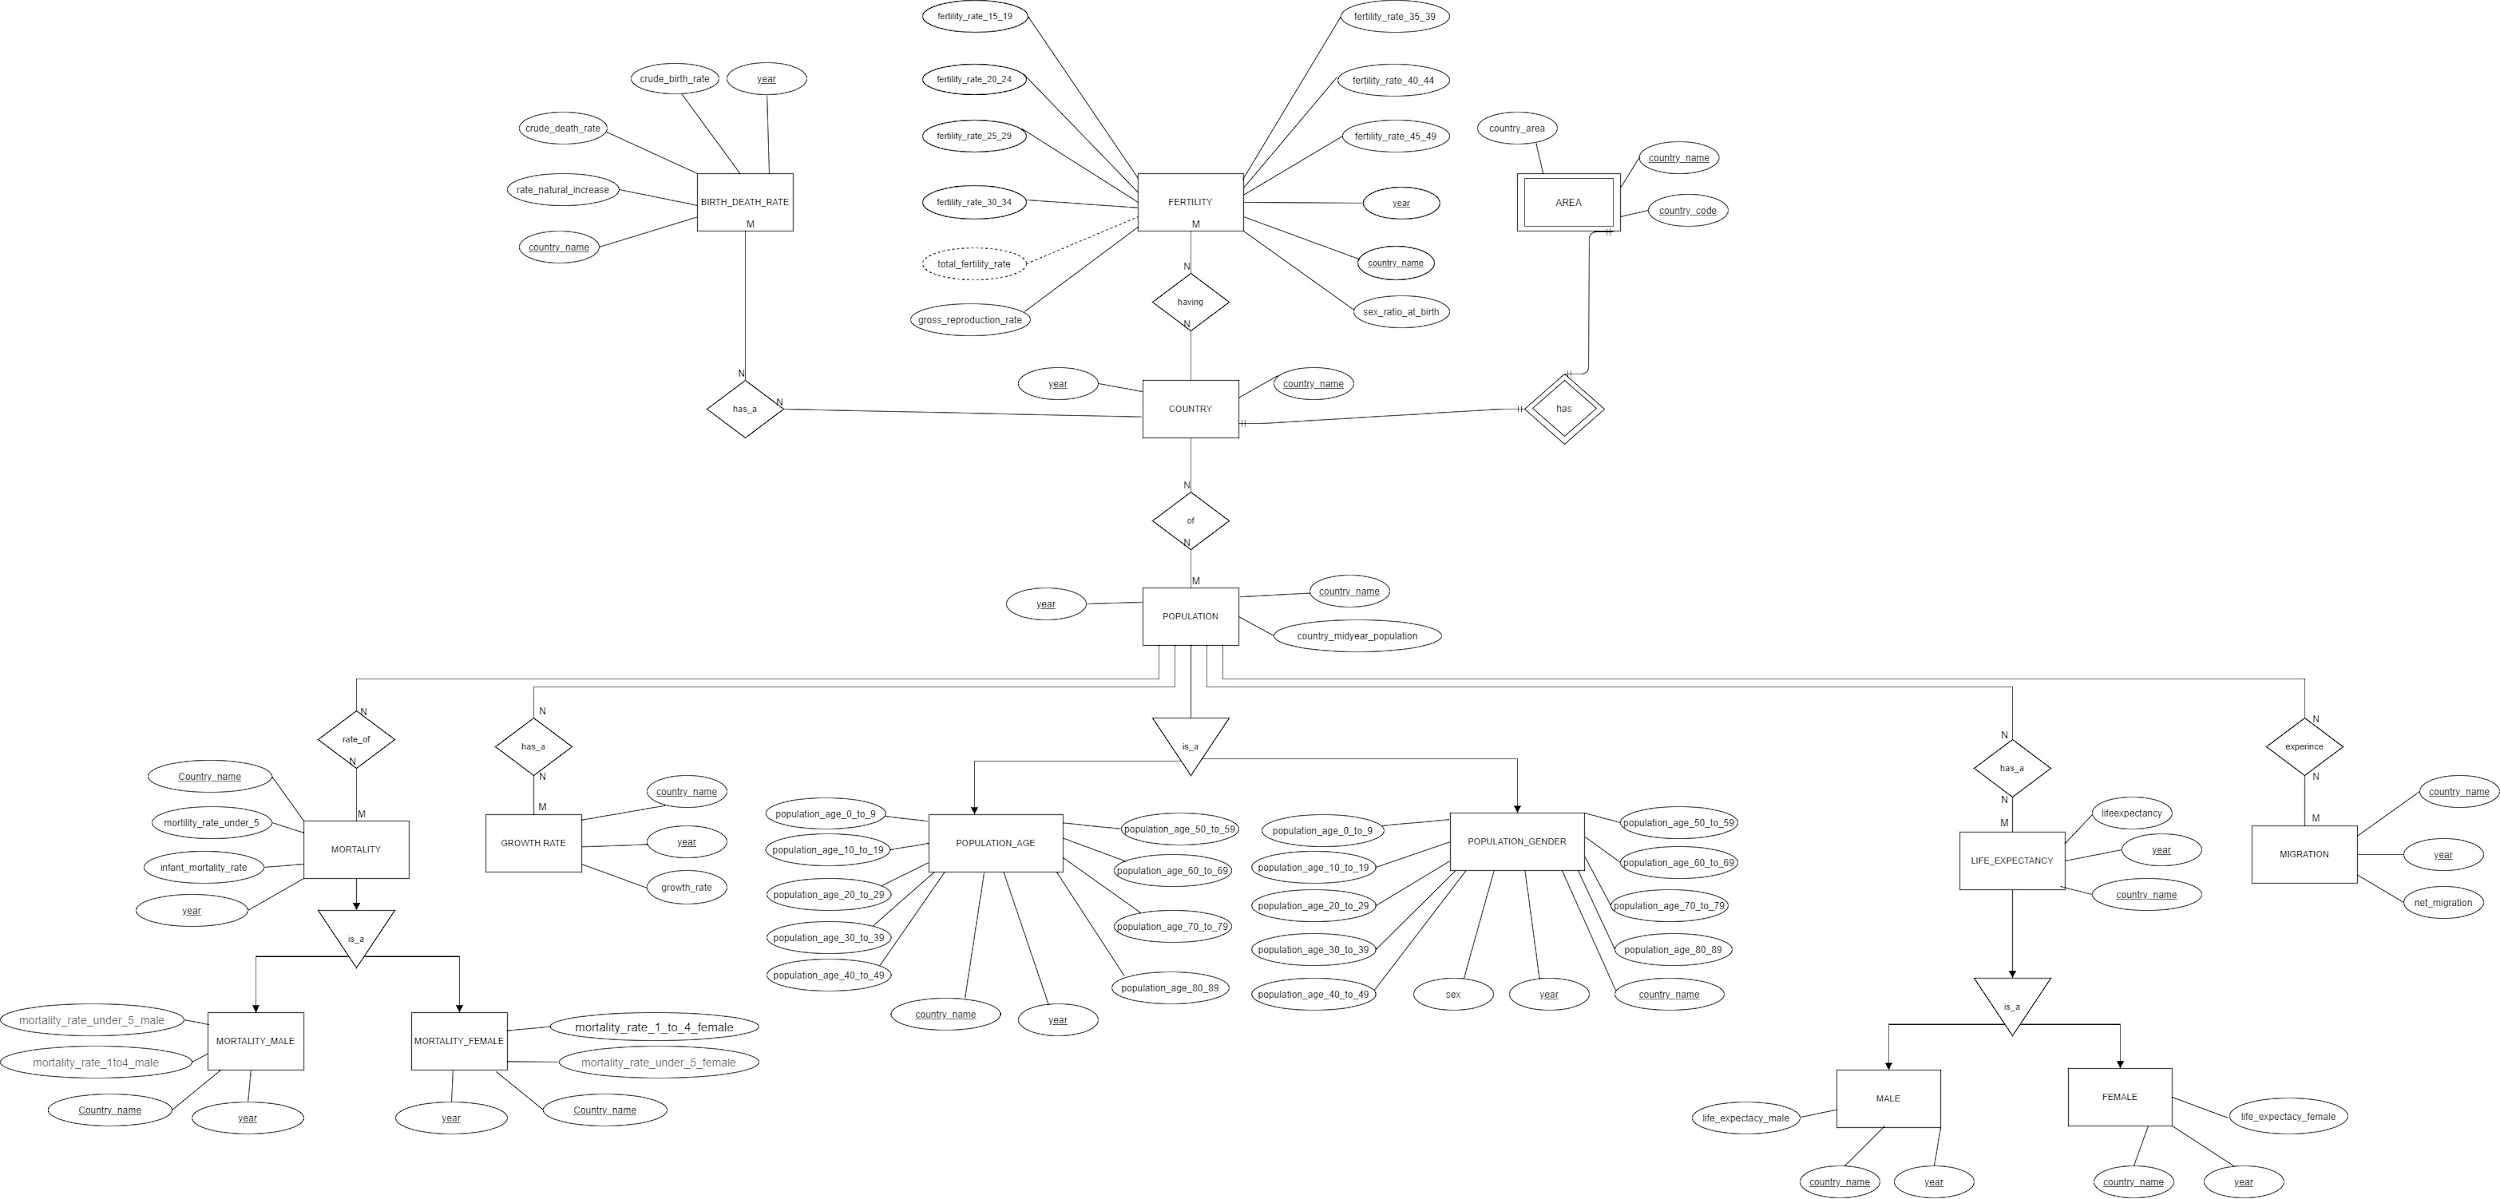 fertility_rate_15_19
fertility_rate_35_39
crude_birth_rate
year
fertility_rate_20_24
fertility_rate_40_44
crude_death_rate
fertility_rate_25_29
fertility_rate_45_49
country_area
country_name
rate_natural_increase
BIRTH_DEATH_RATE
M
fertility_rate_30_34
FERTILITY
M
year
AREA
country_code
country_name
total_fertility_rate
N
country_name
having
gross_reproduction_rate
N
sex_ratio_at_birth
N
has_a
N
year
country_name
COUNTRY
has
N
of
N
M
year
POPULATION
country_name
country_midyear_population
N
rate_of
N
M
N
has_a
N
M
is_a
N
has_a
N
M
N
experince
N
M
Country_name
mortility_rate_under_5
infant_mortality_rate
year
MORTALITY
GROWTH RATE
country_name
year
growth_rate
population_age_0_to_9
population_age_10_to_19
population_age_20_to_29
population_age_30_to_39
population_age_40_to_49
POPULATION_AGE
population_age_50_to_59
population_age_60_to_69
population_age_70_to_79
population_age_80_89
country_name
year
population_age_0_to_9
population_age_10_to_19
population_age_20_to_29
population_age_30_to_39
population_age_40_to_49
POPULATION_GENDER
population_age_50_to_59
population_age_60_to_69
population_age_70_to_79
population_age_80_89
sex
year
country_name
LIFE_EXPECTANCY
lifeexpectancy
year
country_name
MIGRATION
country_name
year
net_migration
is_a
mortality_rate_under_5_male
mortality_rate_1to4_male
MORTALITY_MALE
Country_name
year
MORTALITY_FEMALE
mortality_rate_1_to_4_female
mortality_rate_under_5_female
year
Country_name
is_a
MALE
life_expectacy_male
country_name
year
FEMALE
life_expectacy_female
country_name
year